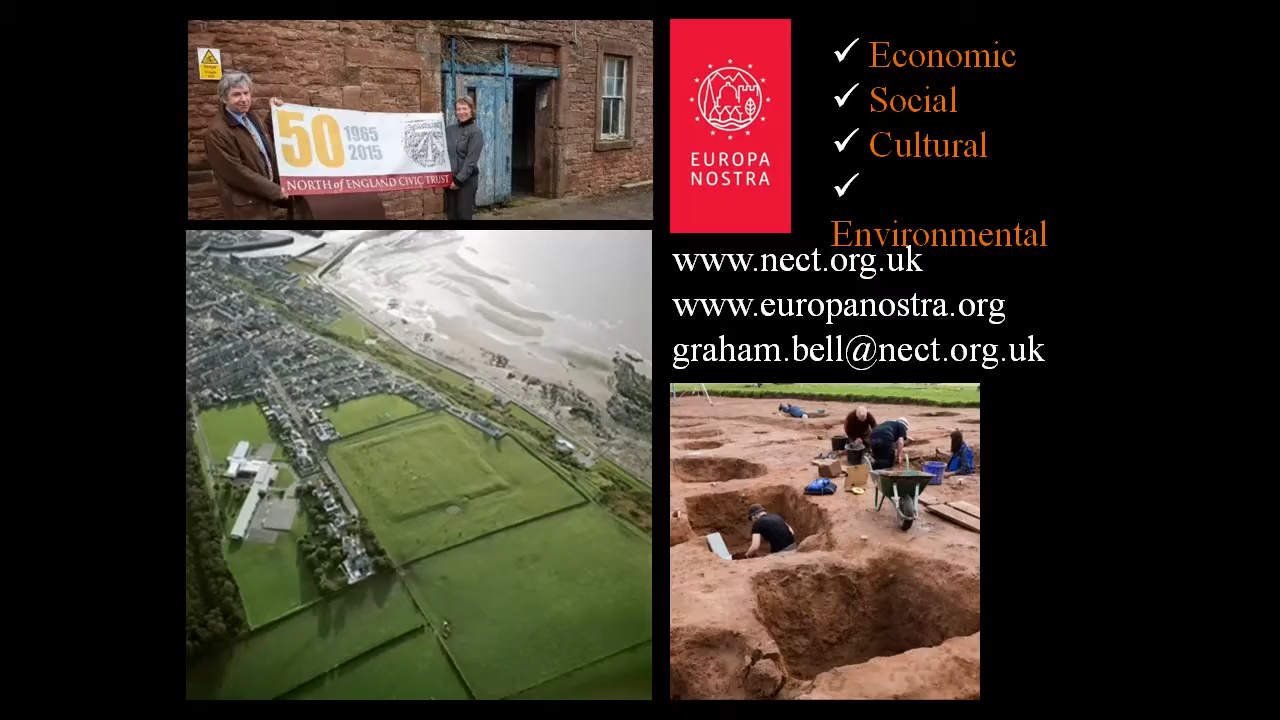 50 1965
2015
NORTH of ENGLAND CIVIC TRUST
EUROPA
NOSTRA
✓ Economic
✓ Social
✓ Cultural
✓
Environmental
www.nect.org.uk
www.europanostra.org
graham.bell@nect.org.uk